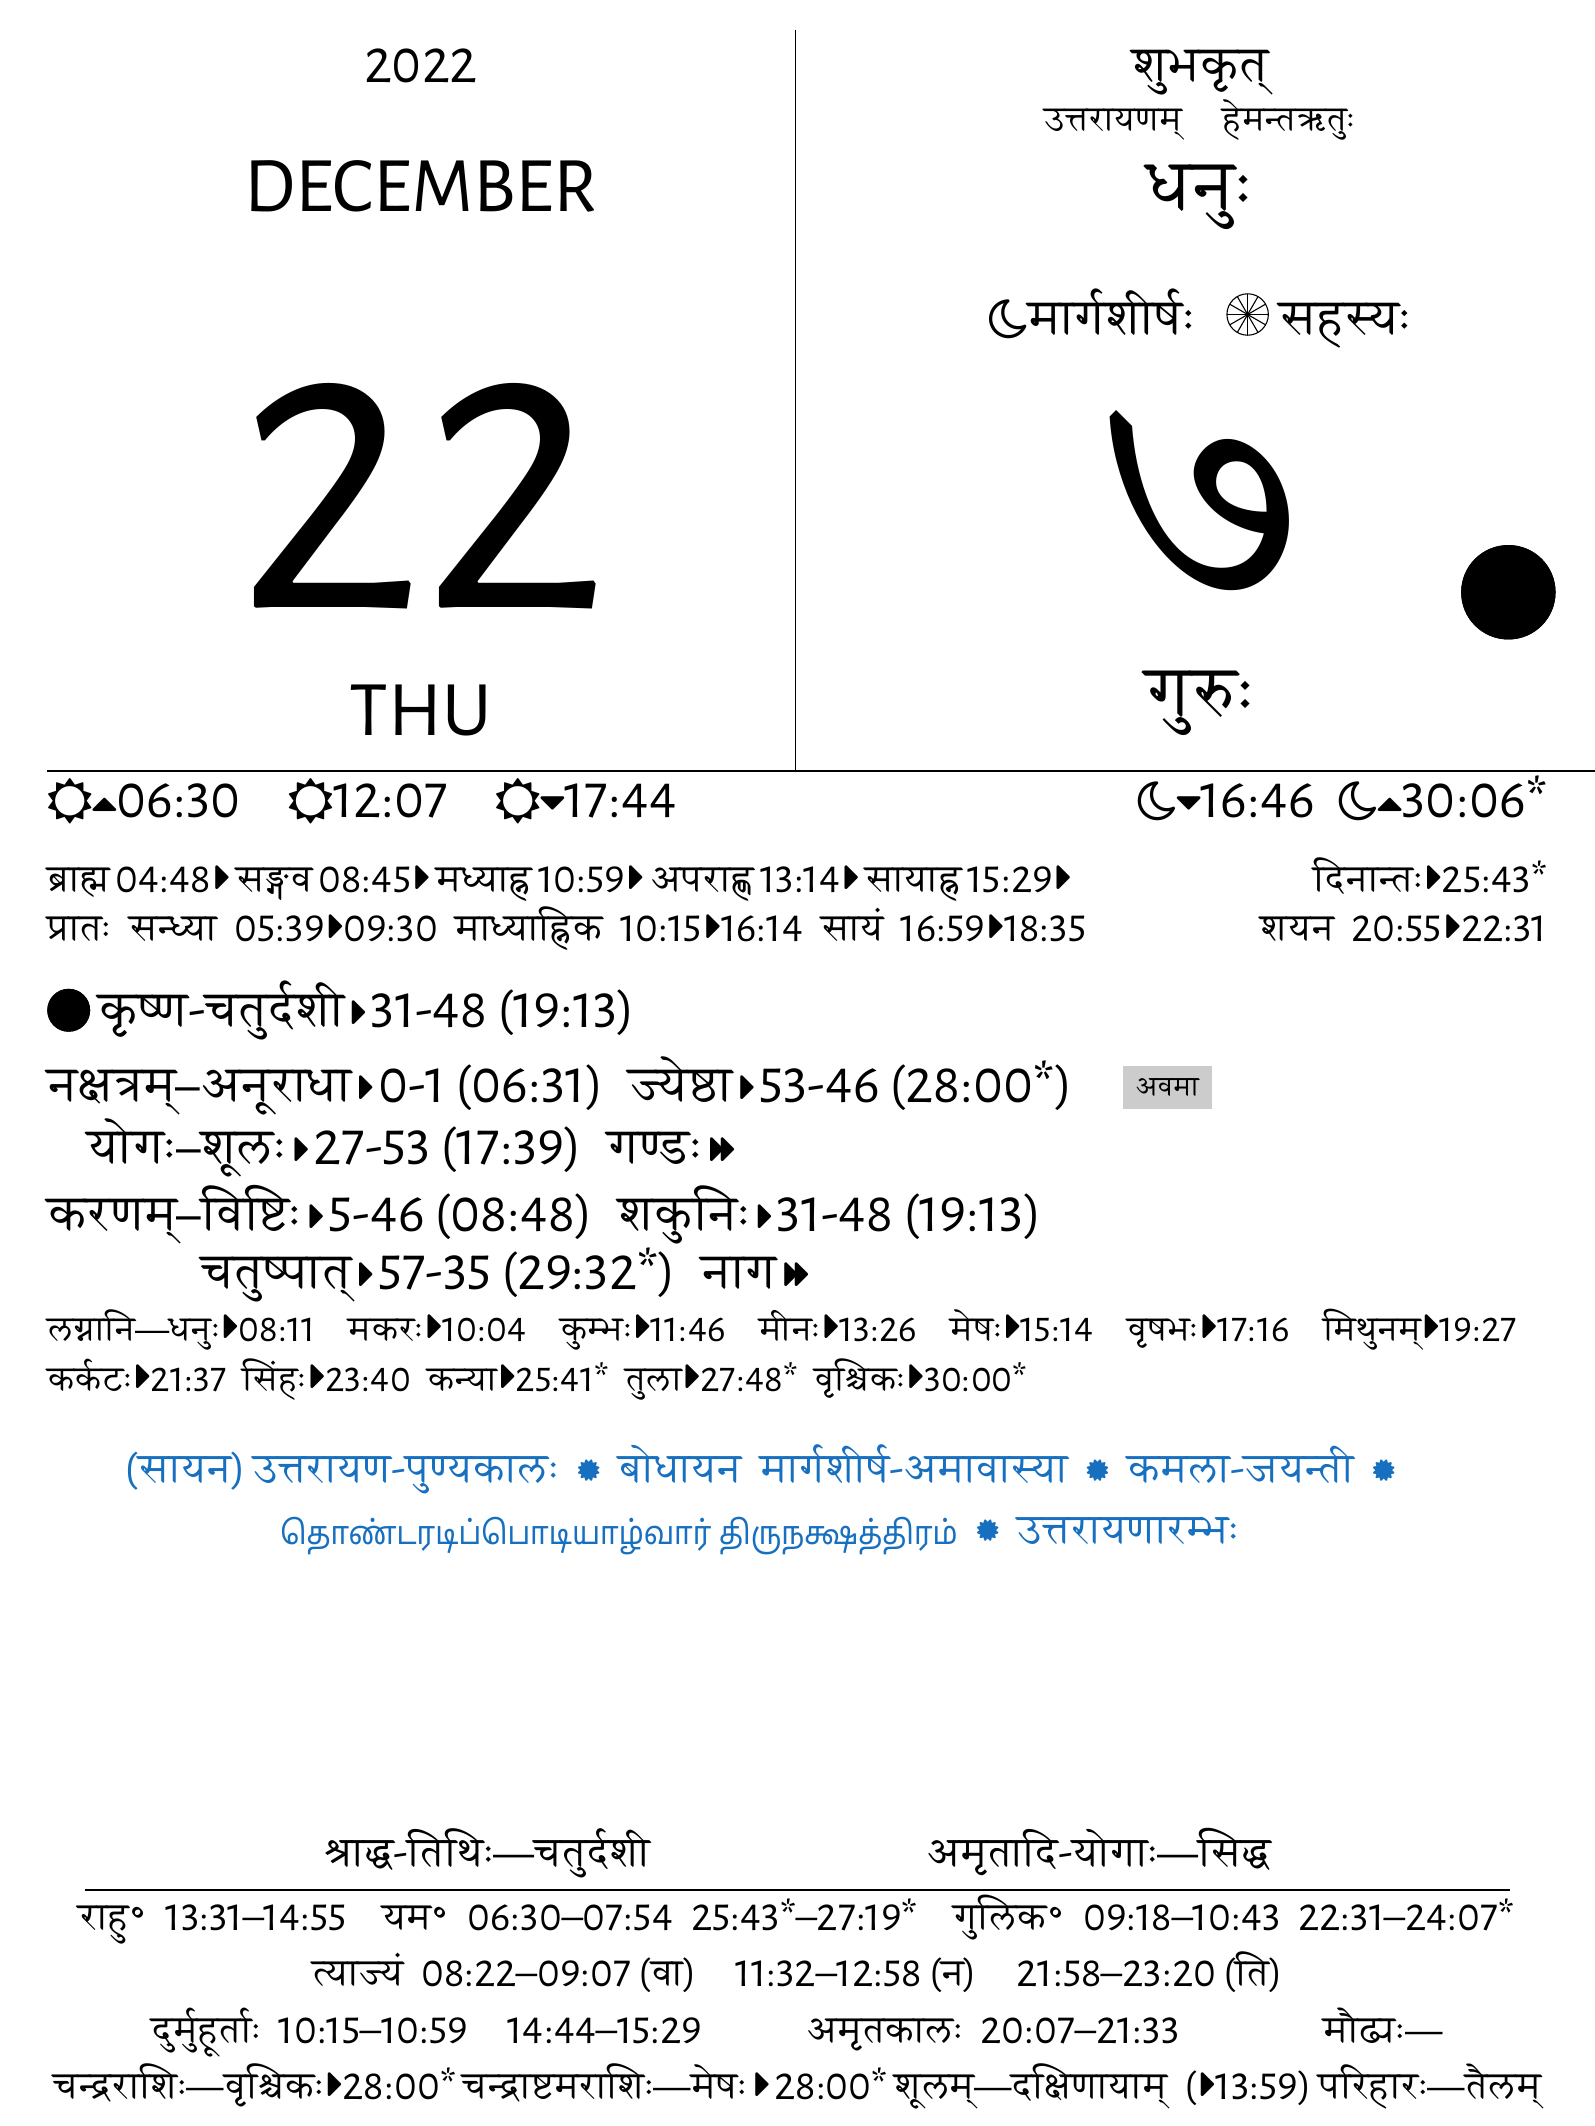 2022
DECEMBER
22
THU
शुभकृत्
उत्तरायणम् हेमन्तऋतुः
धनुः
मार्गशीर्षः सहस्यः
७
गुरुः
06:30 12:07 17:44 16:46 30:06*
ब्राह्म 04:48 सङ्गव 08:45 मध्याह्न 10:59 अपराह्ण 13:14 सायाह्न 15:29 दिनान्तः 25:43*
प्रातः सन्ध्या 05:39 09:30 माध्याह्निक 10:15 16:14 सायं 16:59 18:35 शयन 20:55 22:31
कृष्ण-चतुर्दशी 31-48 (19:13)
नक्षत्रम्–अनूराधा 0-1 (06:31) ज्येष्ठा 53-46 (28:00*) अवमा
योगः–शूलः 27-53 (17:39) गण्डः
करणम्–विष्टिः 5-46 (08:48) शकुनिः 31-48 (19:13)
चतुष्पात् 57-35 (29:32*) नाग
लग्नानि—धनुः 08:11 मकरः 10:04 कुम्भः 11:46 मीनः 13:26 मेषः 15:14 वृषभः 17:16 मिथुनम् 19:27
कर्कटः 21:37 सिंहः 23:40 कन्या 25:41* तुला 27:48* वृश्चिकः 30:00*
(सायन) उत्तरायण-पुण्यकालः बोधायन मार्गशीर्ष-अमावास्या कमला-जयन्ती
தொண்டரடிப்பொடியாழ்வார் திருநக்ஷத்திரம் उत्तरायणारम्भः
श्राद्ध-तिथिः—चतुर्दशी अमृतादि-योगाः—सिद्ध
राहु॰ 13:31–14:55 यम॰ 06:30–07:54 25:43*–27:19* गुलिक॰ 09:18–10:43 22:31–24:07*
त्याज्यं 08:22–09:07 (वा) 11:32–12:58 (न) 21:58–23:20 (ति)
दुर्मुहूर्ताः 10:15–10:59 14:44–15:29 अमृतकालः 20:07–21:33 मौढ्यः—
चन्द्रराशिः—वृश्चिकः 28:00* चन्द्राष्टमराशिः—मेषः 28:00* शूलम्—दक्षिणायाम् (13:59) परिहारः—तैलम्